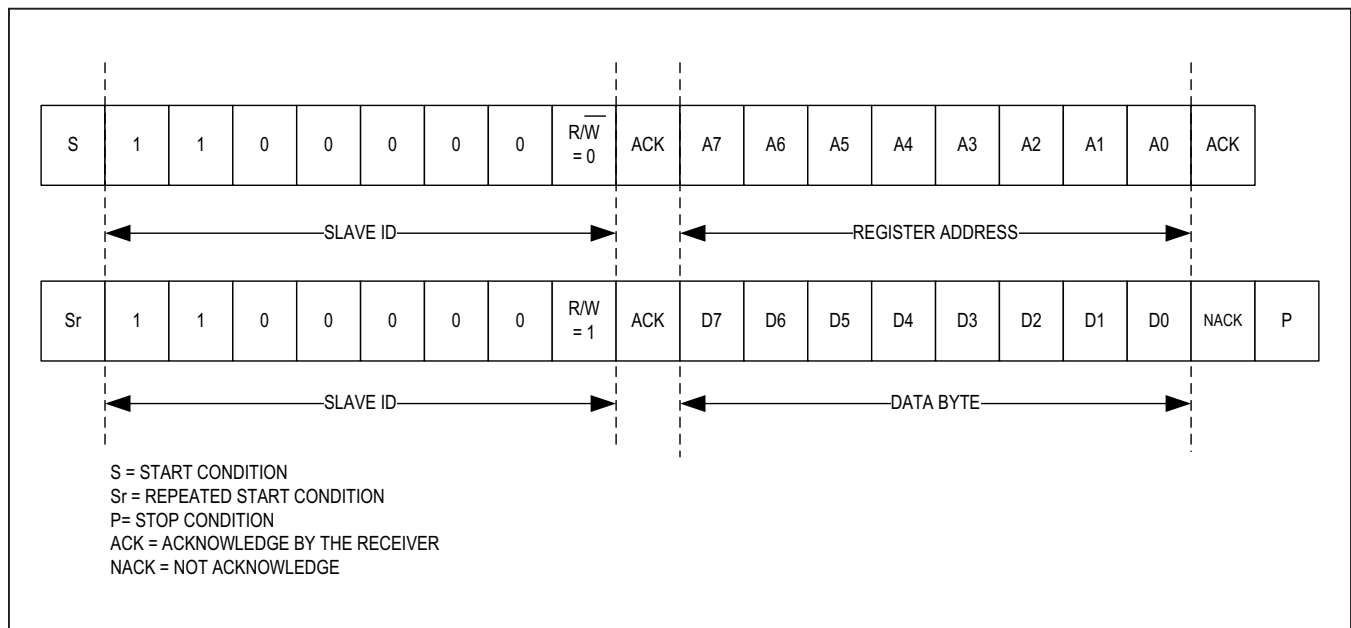 S 1 1 0 0 0 0 0 R/W̅ = 0 ACK A7 A6 A5 A4 A3 A2 A1 A0 ACK
SLAVE ID REGISTER ADDRESS
Sr 1 1 0 0 0 0 0 R/W = 1 ACK D7 D6 D5 D4 D3 D2 D1 D0 NACK P
SLAVE ID DATA BYTE
S = START CONDITION
Sr = REPEATED START CONDITION
P= STOP CONDITION
ACK = ACKNOWLEDGE BY THE RECEIVER
NACK = NOT ACKNOWLEDGE